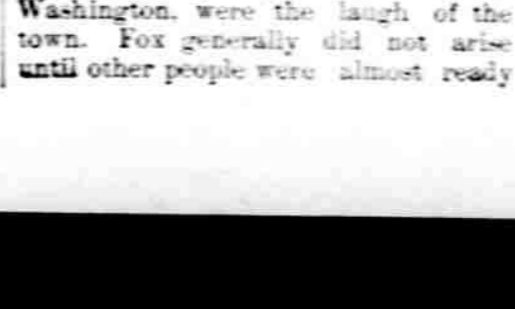 Washington, were the laugh of the
town. Fox generally did not arise
until other people were almost ready